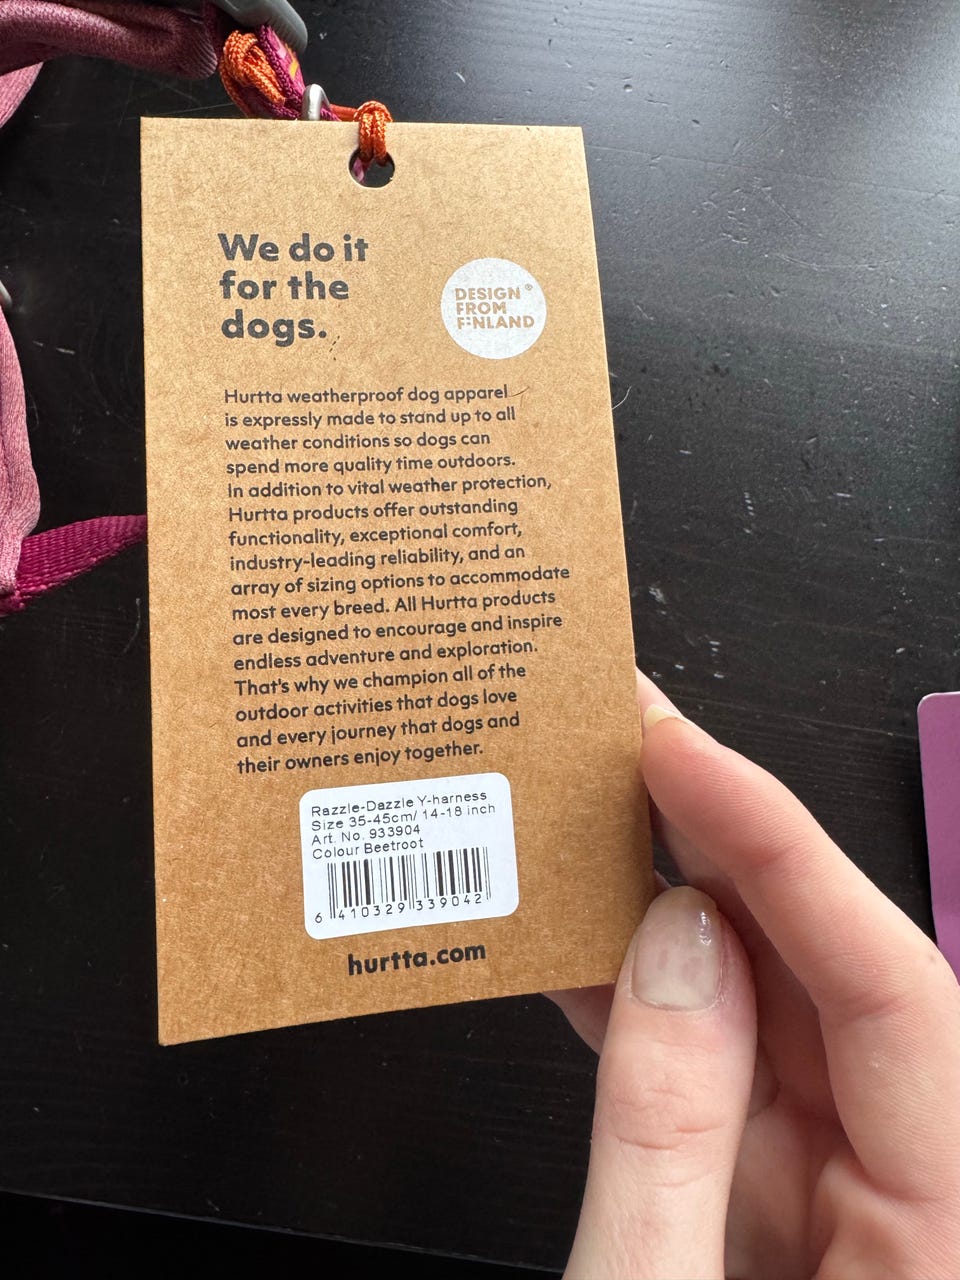 We do it
for the
dogs.
DESIGN ®
FROM
FINLAND
Hurtta weatherproof dog apparel
is expressly made to stand up to all
weather conditions so dogs can
spend more quality time outdoors.
In addition to vital weather protection,
Hurtta products offer outstanding
functionality, exceptional comfort,
industry-leading reliability, and an
array of sizing options to accommodate
most every breed. All Hurtta products
are designed to encourage and inspire
endless adventure and exploration.
That's why we champion all of the
outdoor activities that dogs love
and every journey that dogs and
their owners enjoy together.
Razzle-Dazzle Y-harness
Size 35-45cm/ 14-18 inch
Art. No. 933904
Colour Beetroot
6 410329 339042
hurtta.com